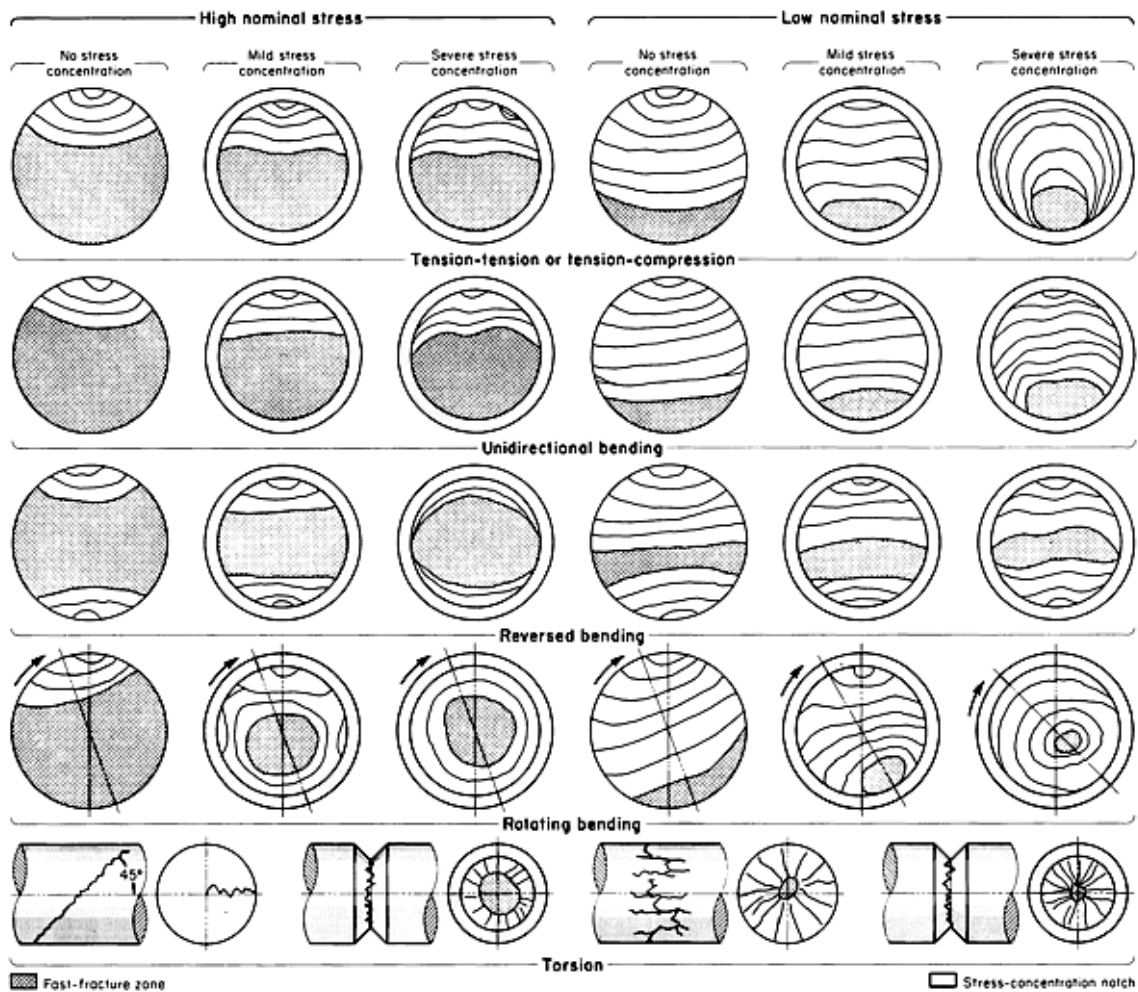 High nominal stress
Low nominal stress
No stress concentration
Mild stress concentration
Severe stress concentration
No stress concentration
Mild stress concentration
Severe stress concentration
Tension-tension or tension-compression
Unidirectional bending
Reversed bending
Rotating bending
45°
Torsion
Fast-fracture zone
Stress-concentration notch